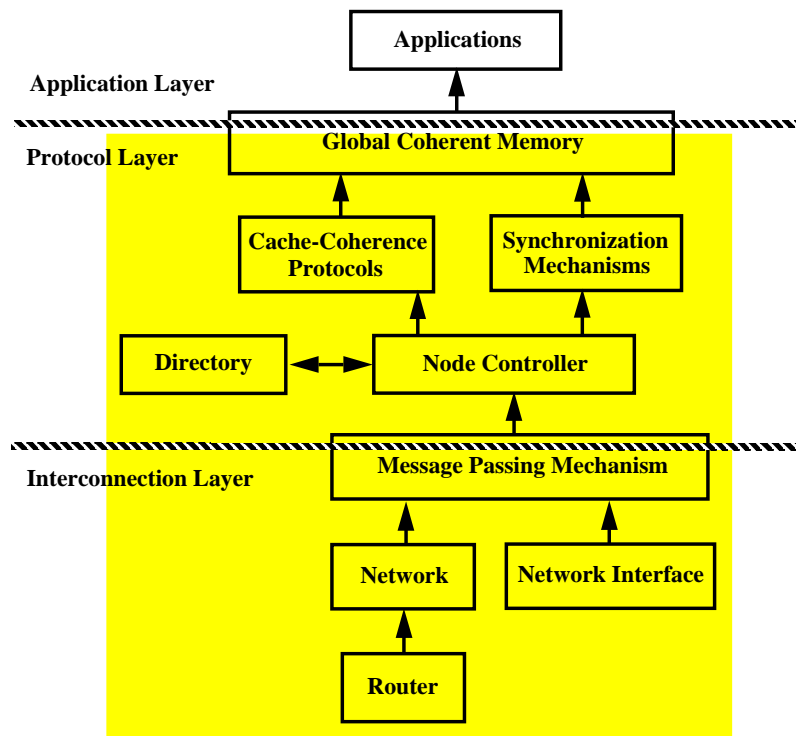 Applications
Application Layer
Global Coherent Memory
Protocol Layer
Cache-Coherence
Protocols
Synchronization
Mechanisms
Directory
Node Controller
Message Passing Mechanism
Interconnection Layer
Network
Network Interface
Router